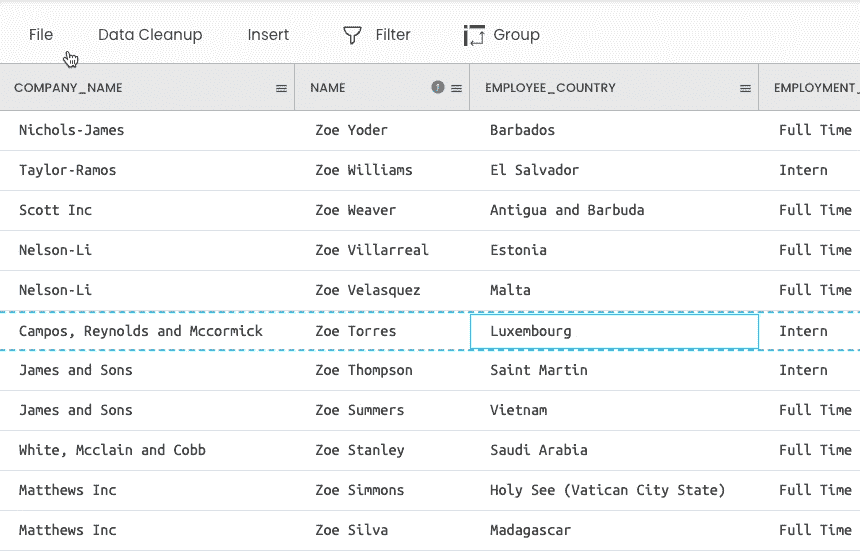 File Data Cleanup Insert Filter Group
COMPANY_NAME NAME 1 EMPLOYEE_COUNTRY EMPLOYMENT_
Nichols-James Zoe Yoder Barbados Full Time
Taylor-Ramos Zoe Williams El Salvador Intern
Scott Inc Zoe Weaver Antigua and Barbuda Full Time
Nelson-Li Zoe Villarreal Estonia Full Time
Nelson-Li Zoe Velasquez Malta Full Time
Campos, Reynolds and Mccormick Zoe Torres Luxembourg Intern
James and Sons Zoe Thompson Saint Martin Intern
James and Sons Zoe Summers Vietnam Full Time
White, Mcclain and Cobb Zoe Stanley Saudi Arabia Full Time
Matthews Inc Zoe Simmons Holy See (Vatican City State) Full Time
Matthews Inc Zoe Silva Madagascar Full Time